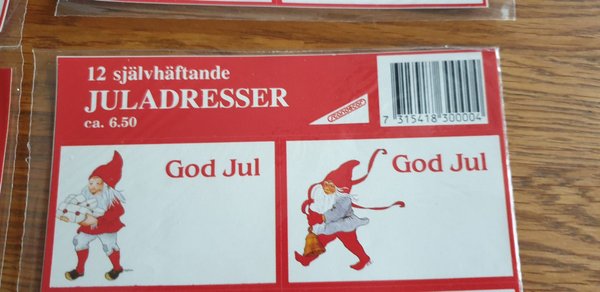 12 självhäftande
JULADRESSER
ca. 6.50
7 315418 300004
God Jul
God Jul